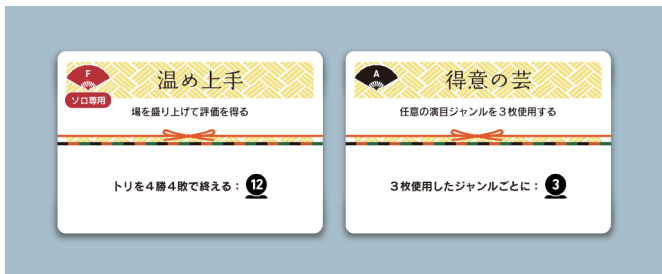 F
温め上手
ソロ専用
場を盛り上げて評価を得る
トリを4勝4敗で終える：12
A
得意の芸
任意の演目ジャンルを3枚使用する
3枚使用したジャンルごとに：3